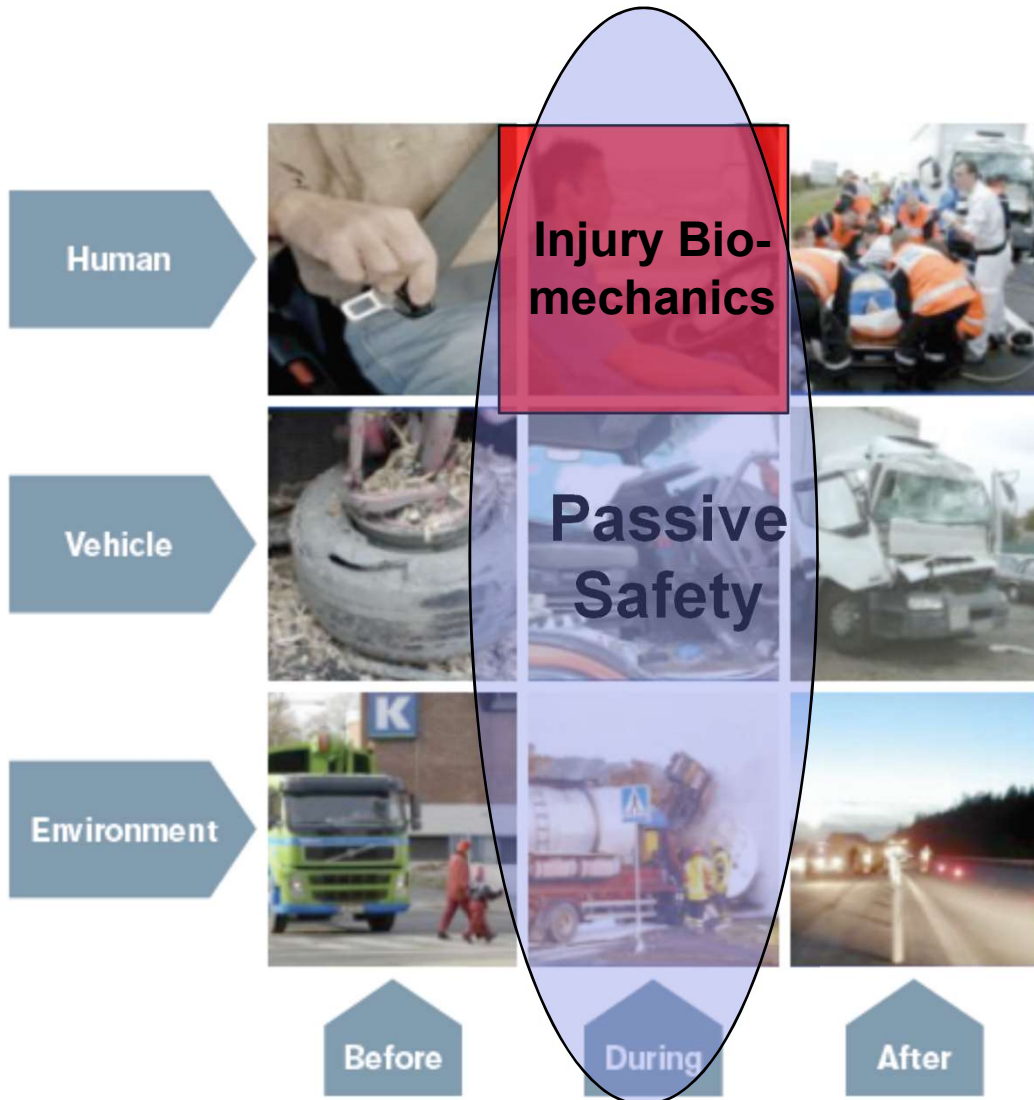 Human
Injury Bio-
mechanics
Vehicle
Passive
Safety
K
Environment
Before
During
After